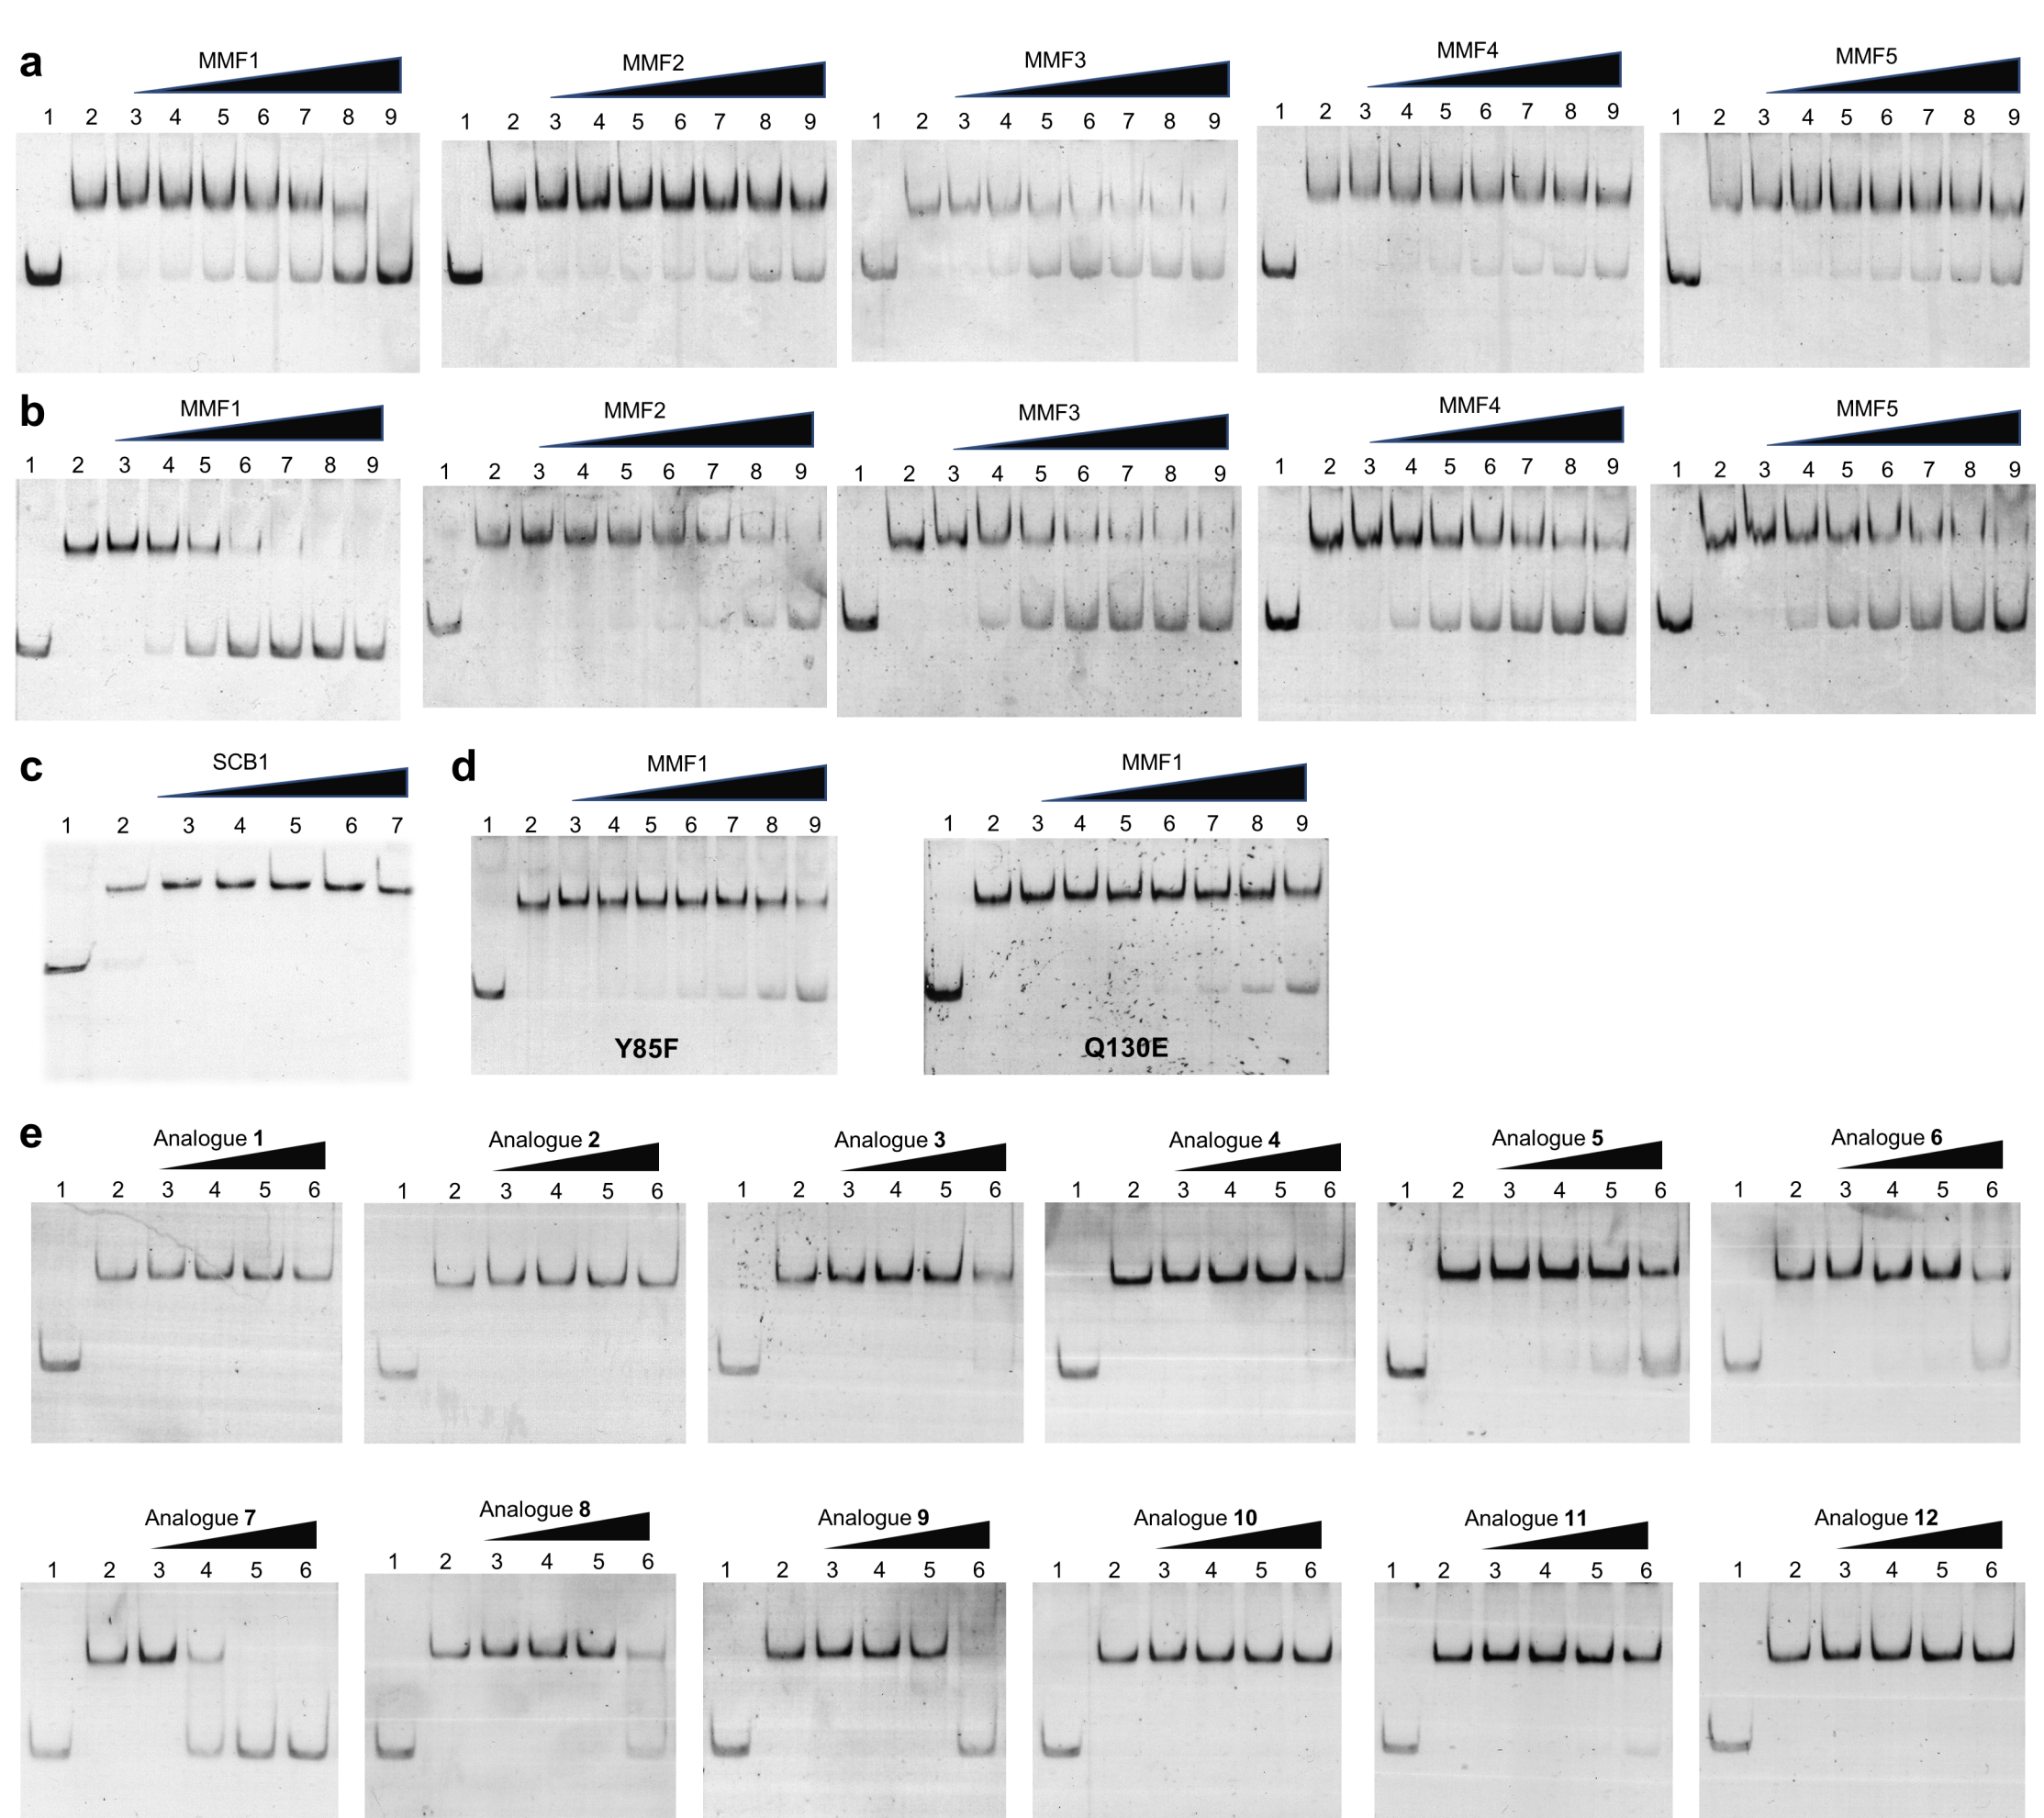 a
MMF1
1 2 3 4 5 6 7 8 9
MMF2
1 2 3 4 5 6 7 8 9
MMF3
1 2 3 4 5 6 7 8 9
MMF4
1 2 3 4 5 6 7 8 9
MMF5
1 2 3 4 5 6 7 8 9
b
MMF1
1 2 3 4 5 6 7 8 9
MMF2
1 2 3 4 5 6 7 8 9
MMF3
1 2 3 4 5 6 7 8 9
MMF4
1 2 3 4 5 6 7 8 9
MMF5
1 2 3 4 5 6 7 8 9
c
SCB1
1 2 3 4 5 6 7
d
MMF1
1 2 3 4 5 6 7 8 9
Y85F
MMF1
1 2 3 4 5 6 7 8 9
Q130E
e
Analogue 1
1 2 3 4 5 6
Analogue 2
1 2 3 4 5 6
Analogue 3
1 2 3 4 5 6
Analogue 4
1 2 3 4 5 6
Analogue 5
1 2 3 4 5 6
Analogue 6
1 2 3 4 5 6
Analogue 7
1 2 3 4 5 6
Analogue 8
1 2 3 4 5 6
Analogue 9
1 2 3 4 5 6
Analogue 10
1 2 3 4 5 6
Analogue 11
1 2 3 4 5 6
Analogue 12
1 2 3 4 5 6